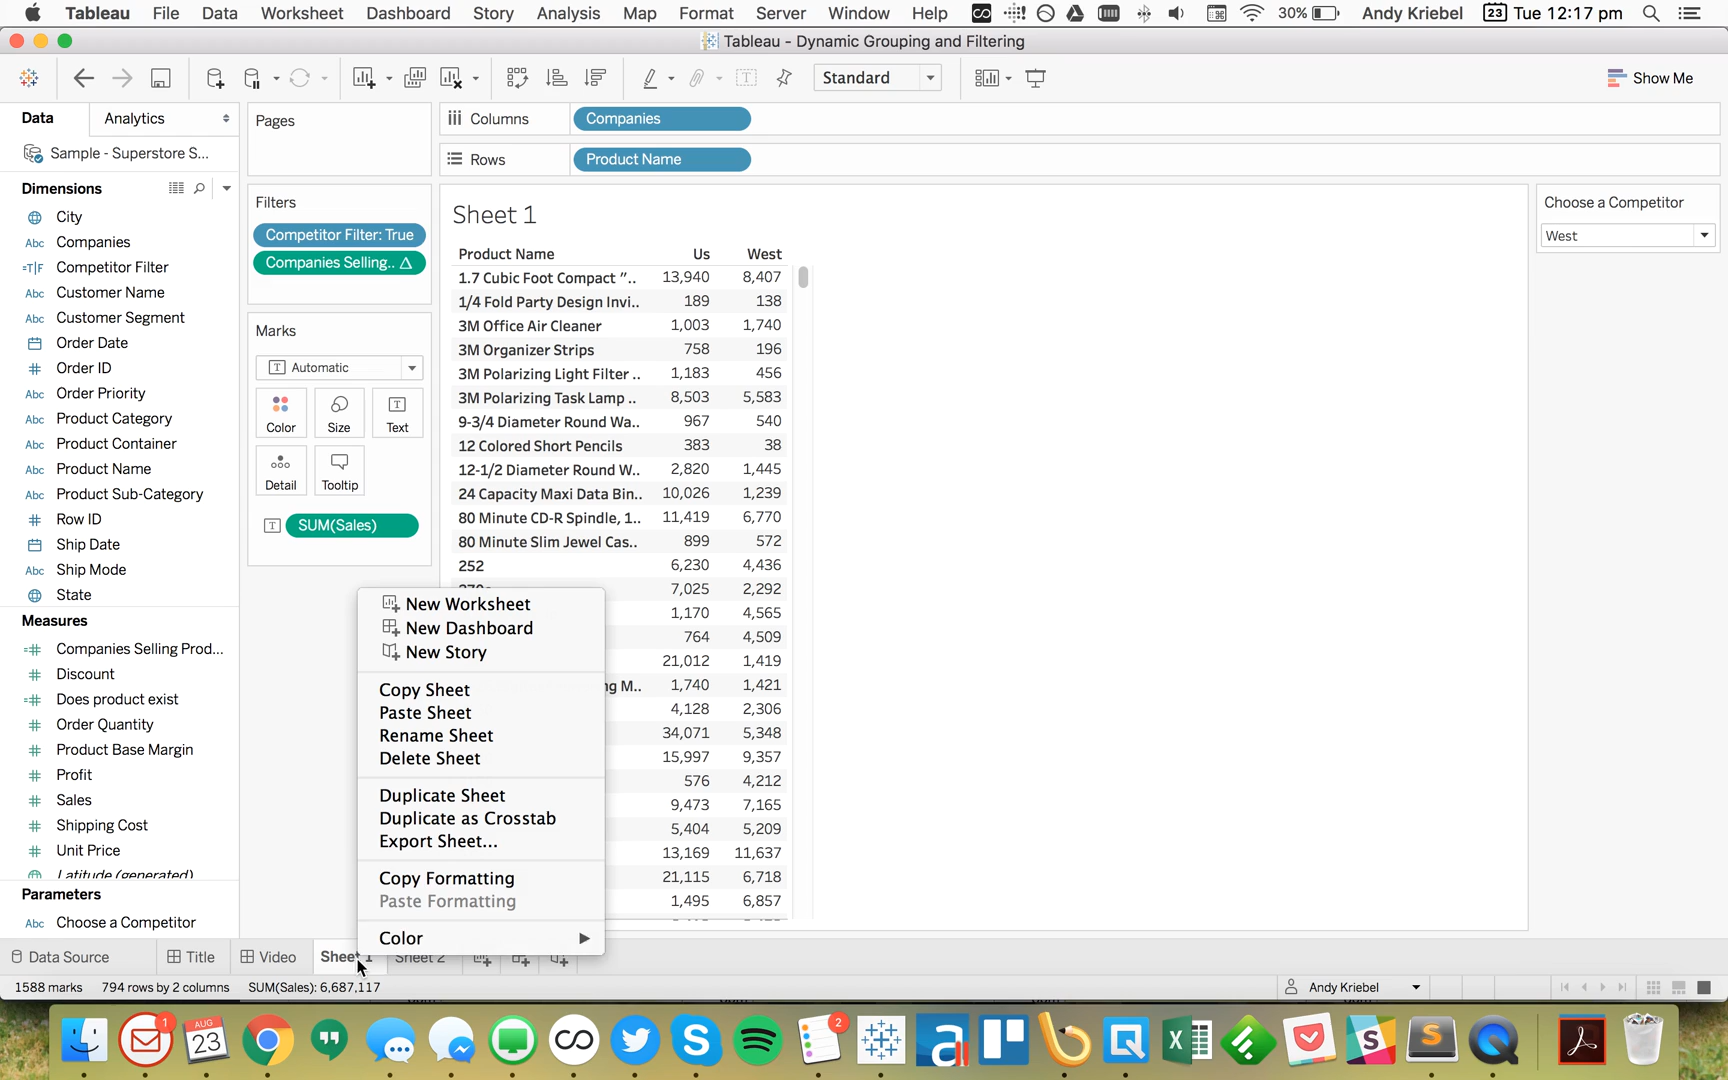 Tableau File Data Worksheet Dashboard Story Analysis Map Format Server Window Help 30% Andy Kriebel 23 Tue 12:17 pm
Tableau - Dynamic Grouping and Filtering
Standard
Show Me
Data Analytics
Sample - Superstore S...
Dimensions
City
Abc Companies
=T|F Competitor Filter
Abc Customer Name
Abc Customer Segment
Order Date
# Order ID
Abc Order Priority
Abc Product Category
Abc Product Container
Abc Product Name
Abc Product Sub-Category
# Row ID
Ship Date
Abc Ship Mode
State
Measures
=# Companies Selling Prod...
# Discount
=# Does product exist
# Order Quantity
# Product Base Margin
# Profit
# Sales
# Shipping Cost
# Unit Price
Latitude (generated)
Parameters
Abc Choose a Competitor
Pages
Filters
Competitor Filter: True
Companies Selling.. Δ
Marks
T Automatic
Color Size Text
Detail Tooltip
T SUM(Sales)
Columns Companies
Rows Product Name
Sheet 1
Product Name Us West
1.7 Cubic Foot Compact ".. 13,940 8,407
1/4 Fold Party Design Invi.. 189 138
3M Office Air Cleaner 1,003 1,740
3M Organizer Strips 758 196
3M Polarizing Light Filter .. 1,183 456
3M Polarizing Task Lamp .. 8,503 5,583
9-3/4 Diameter Round Wa.. 967 540
12 Colored Short Pencils 383 38
12-1/2 Diameter Round W.. 2,820 1,445
24 Capacity Maxi Data Bin.. 10,026 1,239
80 Minute CD-R Spindle, 1.. 11,419 6,770
80 Minute Slim Jewel Cas.. 899 572
252 6,230 4,436
7,025 2,292
1,170 4,565
764 4,509
21,012 1,419
ng M.. 1,740 1,421
4,128 2,306
34,071 5,348
15,997 9,357
576 4,212
9,473 7,165
5,404 5,209
13,169 11,637
21,115 6,718
1,495 6,857
Choose a Competitor
West
New Worksheet
New Dashboard
New Story
Copy Sheet
Paste Sheet
Rename Sheet
Delete Sheet
Duplicate Sheet
Duplicate as Crosstab
Export Sheet...
Copy Formatting
Paste Formatting
Color
Data Source Title Video Sheet 1 Sheet 2
1588 marks 794 rows by 2 columns SUM(Sales): 6,687,117 Andy Kriebel
1 AUG 23 2